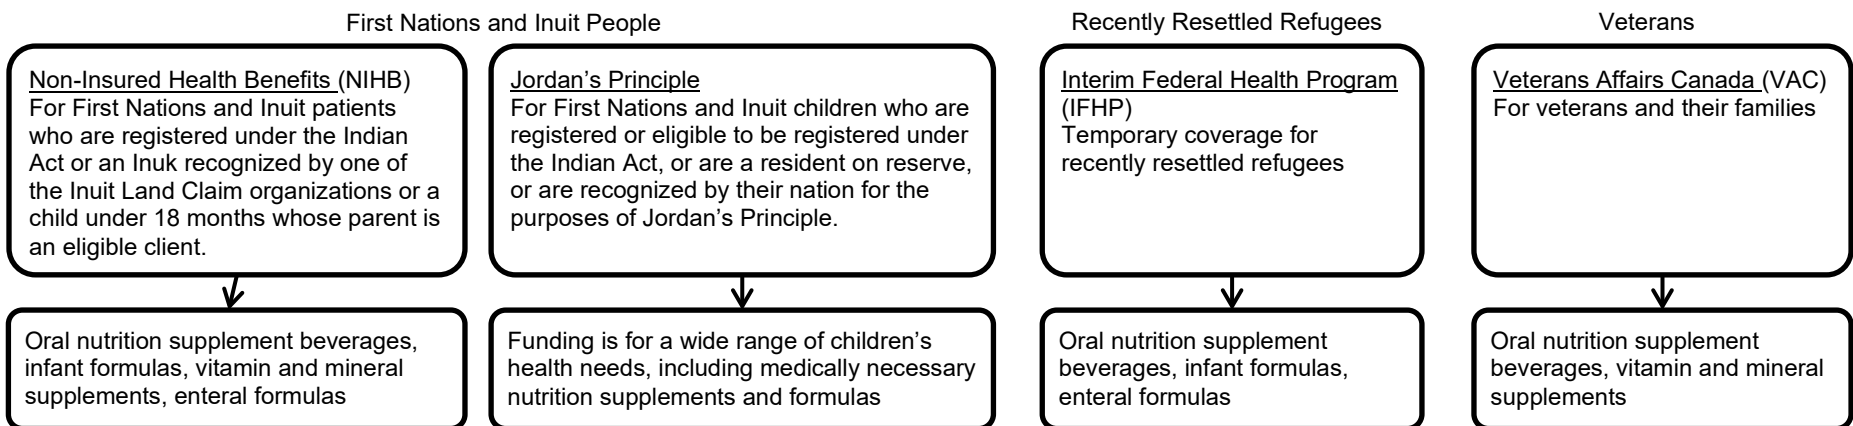 First Nations and Inuit People
Recently Resettled Refugees
Veterans
Non-Insured Health Benefits (NIHB)
For First Nations and Inuit patients
who are registered under the Indian
Act or an Inuk recognized by one of
the Inuit Land Claim organizations or a
child under 18 months whose parent is
an eligible client.
Jordan’s Principle
For First Nations and Inuit children who are
registered or eligible to be registered under
the Indian Act, or are a resident on reserve,
or are recognized by their nation for the
purposes of Jordan’s Principle.
Interim Federal Health Program
(IFHP)
Temporary coverage for
recently resettled refugees
Veterans Affairs Canada (VAC)
For veterans and their families
Oral nutrition supplement beverages,
infant formulas, vitamin and mineral
supplements, enteral formulas
Funding is for a wide range of children’s
health needs, including medically necessary
nutrition supplements and formulas
Oral nutrition supplement
beverages, infant formulas,
enteral formulas
Oral nutrition supplement
beverages, vitamin and mineral
supplements